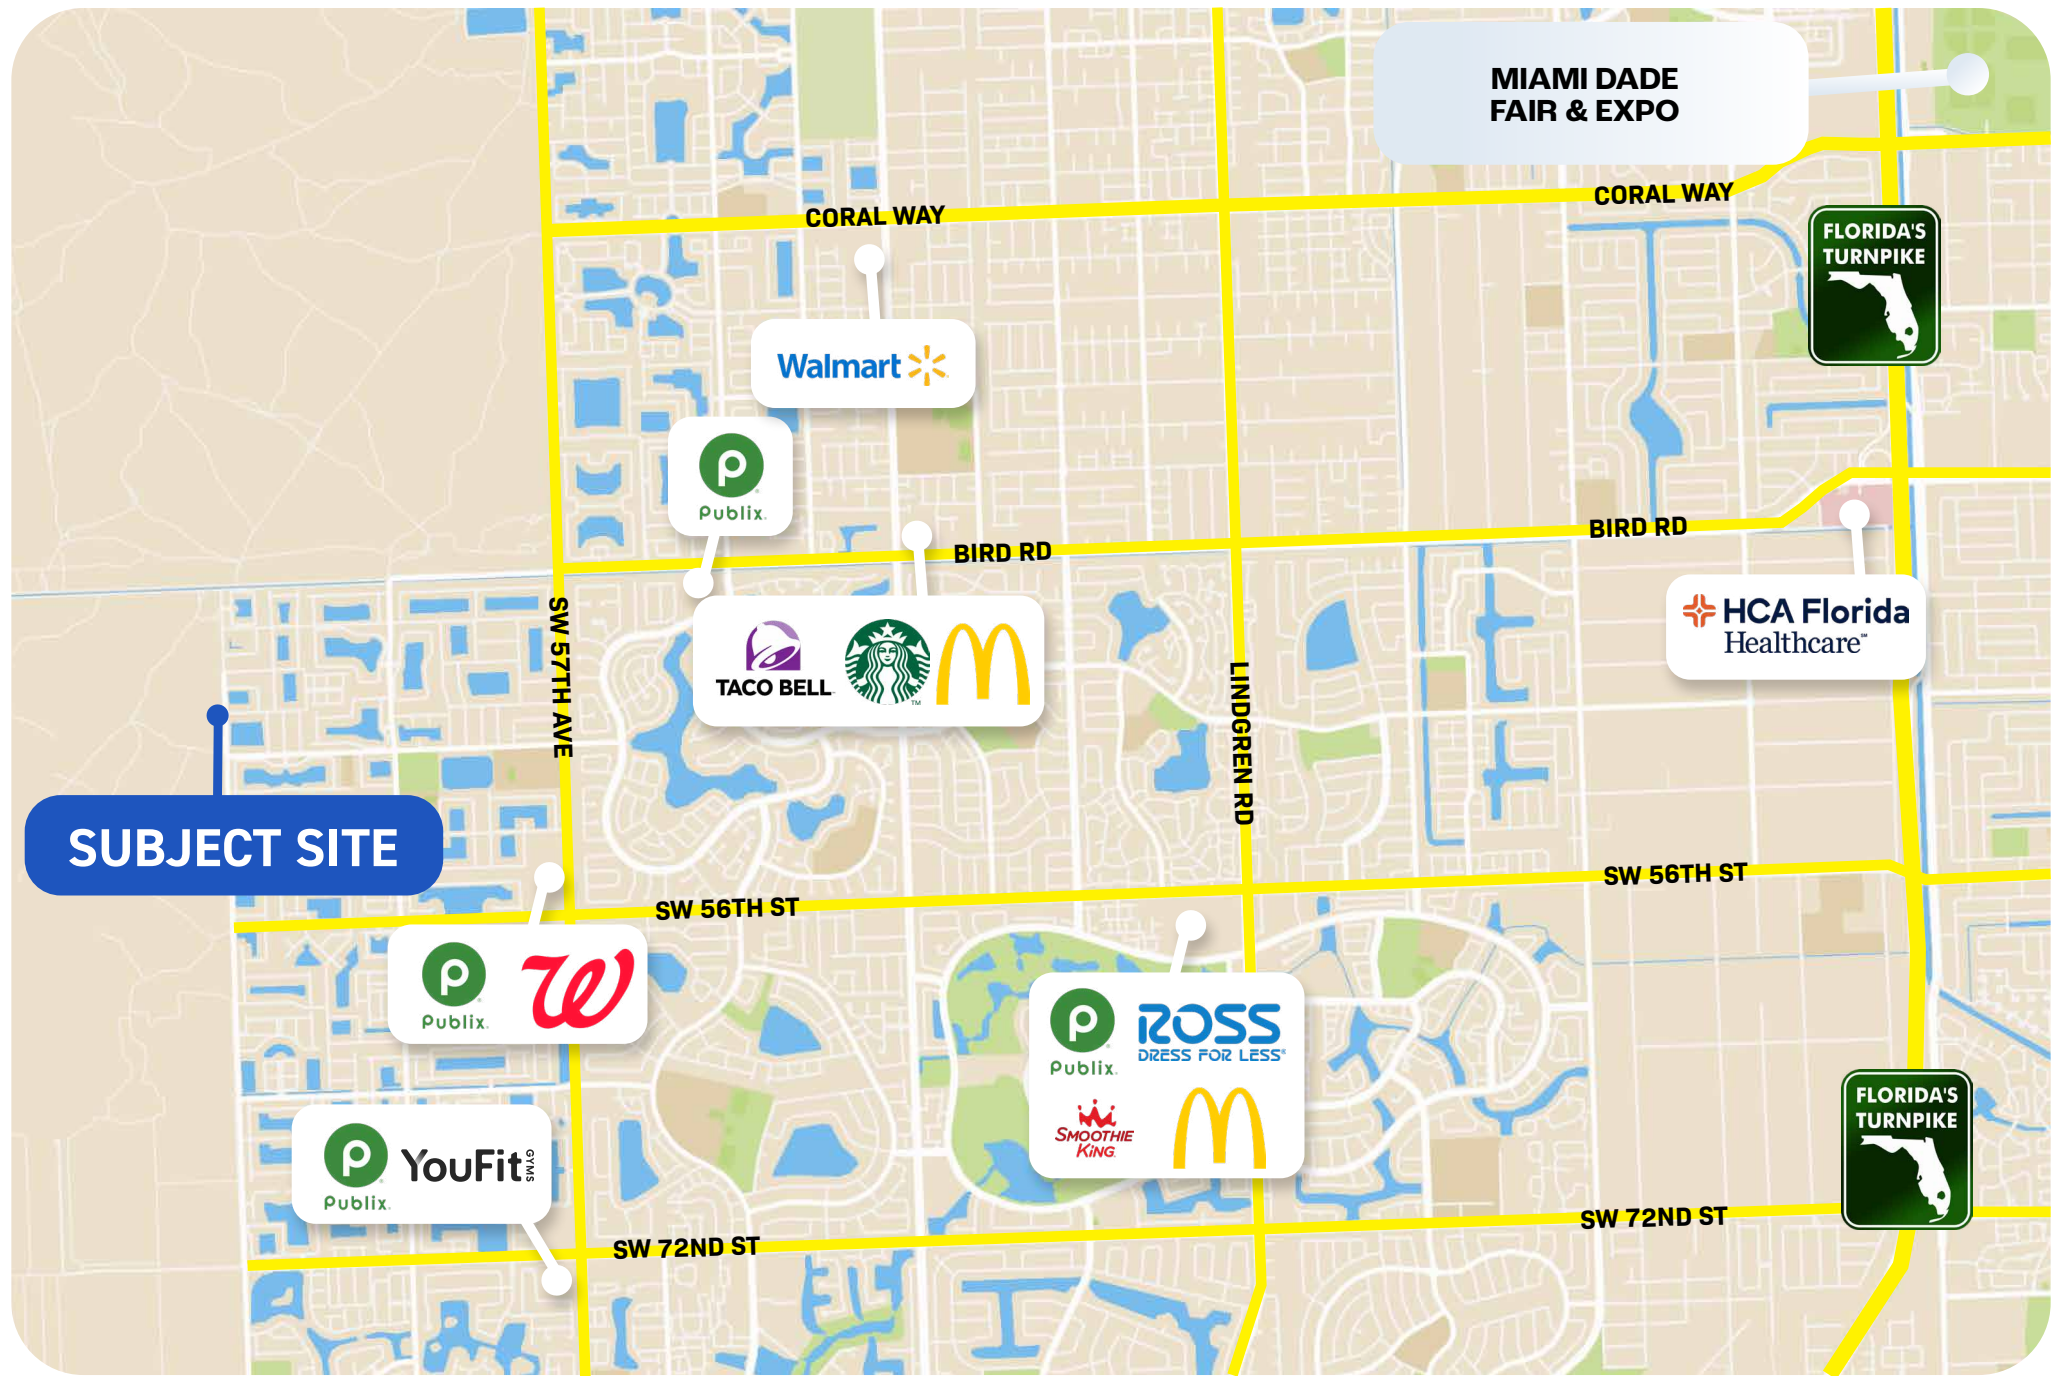 MIAMI DADE
FAIR & EXPO
CORAL WAY
CORAL WAY
FLORIDA'S
TURNPIKE
Walmart
Publix
BIRD RD
BIRD RD
HCA Florida
Healthcare℠
TACO BELL
TM
SW 57TH AVE
LINDGREN RD
SUBJECT SITE
SW 56TH ST
SW 56TH ST
Publix
Publix
ROSS
DRESS FOR LESS®
SMOOTHIE
KING
FLORIDA'S
TURNPIKE
Publix
YouFit GYMS
SW 72ND ST
SW 72ND ST